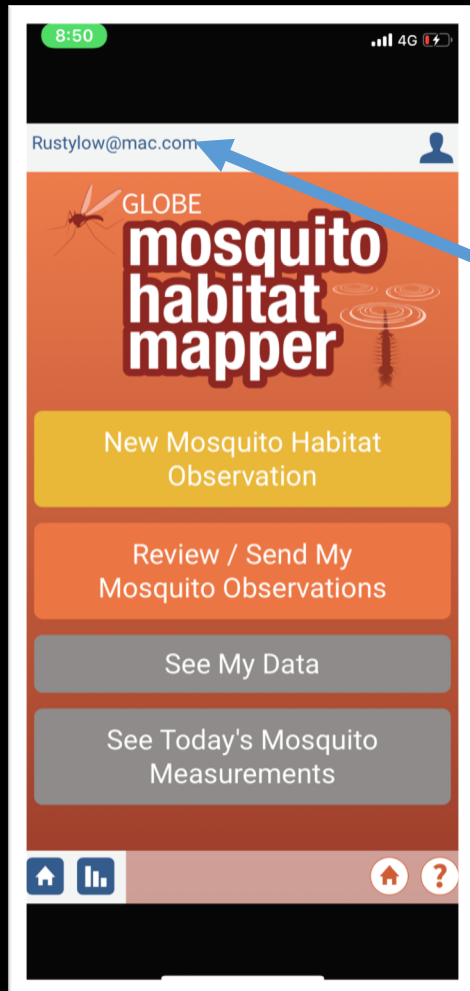 8:50
4G
Rustylow@mac.com
GLOBE
mosquito
habitat
mapper
New Mosquito Habitat
Observation
Review / Send My
Mosquito Observations
See My Data
See Today's Mosquito
Measurements
?